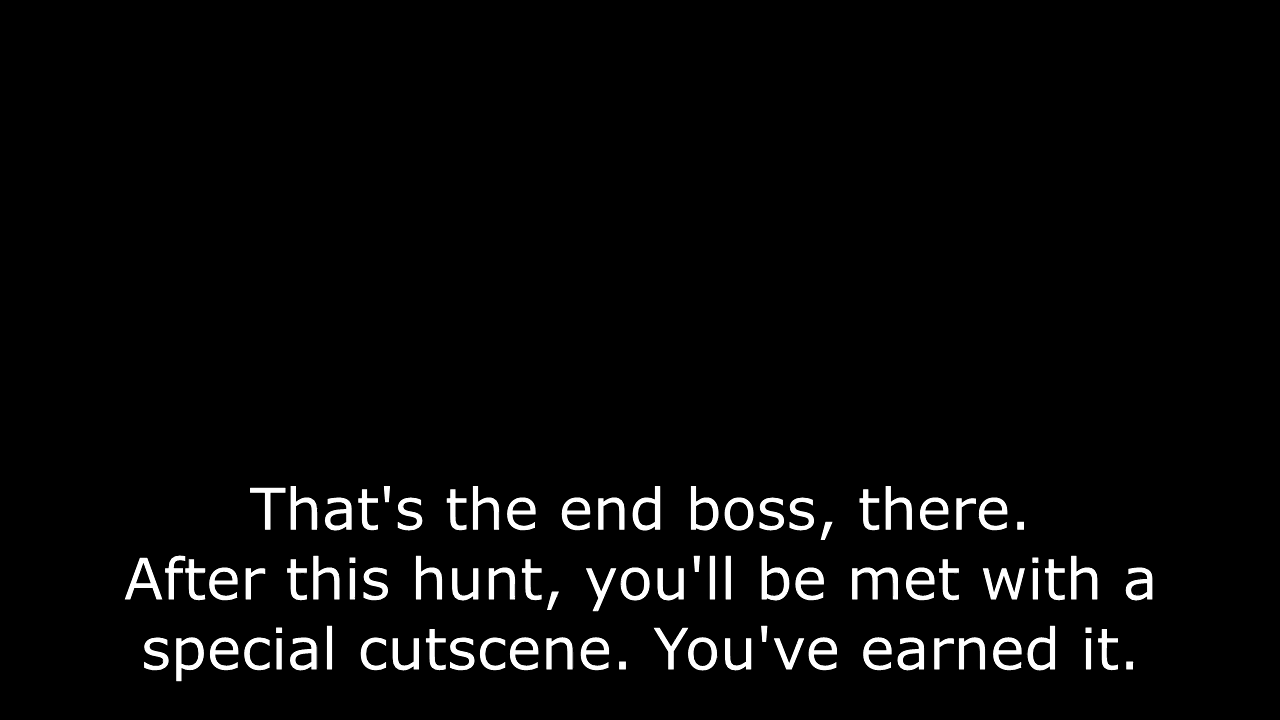 That's the end boss, there.
After this hunt, you'll be met with a
special cutscene. You've earned it.